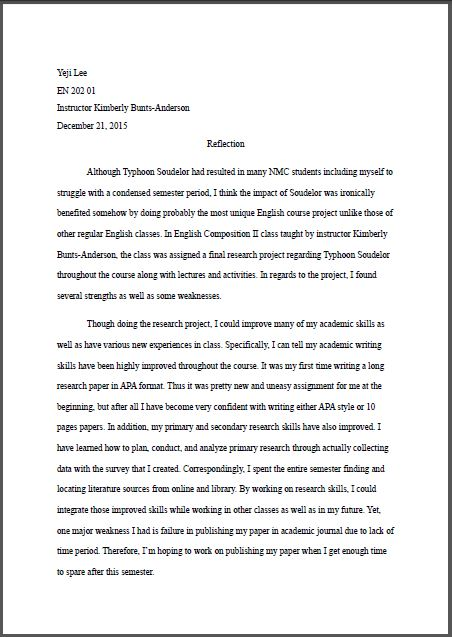 Yeji Lee
EN 202 01
Instructor Kimberly Bunts-Anderson
December 21, 2015
Reflection
Although Typhoon Soudelor had resulted in many NMC students including myself to
struggle with a condensed semester period, I think the impact of Soudelor was ironically
benefited somehow by doing probably the most unique English course project unlike those of
other regular English classes. In English Composition II class taught by instructor Kimberly
Bunts-Anderson, the class was assigned a final research project regarding Typhoon Soudelor
throughout the course along with lectures and activities. In regards to the project, I found
several strengths as well as some weaknesses.
Though doing the research project, I could improve many of my academic skills as
well as have various new experiences in class. Specifically, I can tell my academic writing
skills have been highly improved throughout the course. It was my first time writing a long
research paper in APA format. Thus it was pretty new and uneasy assignment for me at the
beginning, but after all I have become very confident with writing either APA style or 10
pages papers. In addition, my primary and secondary research skills have also improved. I
have learned how to plan, conduct, and analyze primary research through actually collecting
data with the survey that I created. Correspondingly, I spent the entire semester finding and
locating literature sources from online and library. By working on research skills, I could
integrate those improved skills while working in other classes as well as in my future. Yet,
one major weakness I had is failure in publishing my paper in academic journal due to lack of
time period. Therefore, I'm hoping to work on publishing my paper when I get enough time
to spare after this semester.